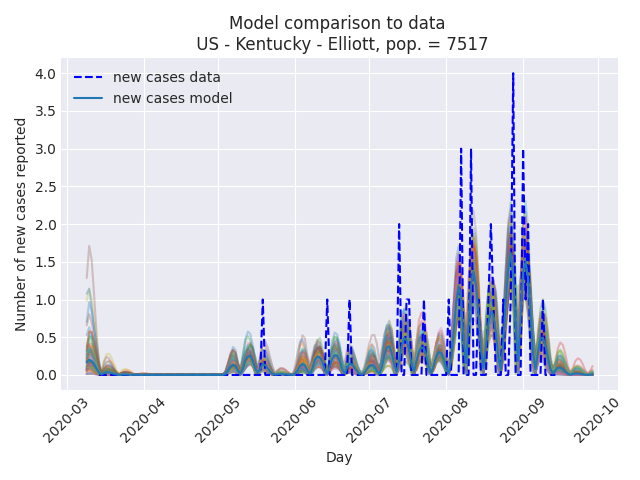 Model comparison to data
US - Kentucky - Elliott, pop. = 7517
new cases data
new cases model
Number of new cases reported
4.0
3.5
3.0
2.5
2.0
1.5
1.0
0.5
0.0
2020-03
2020-04
2020-05
2020-06
2020-07
2020-08
2020-09
2020-10
Day